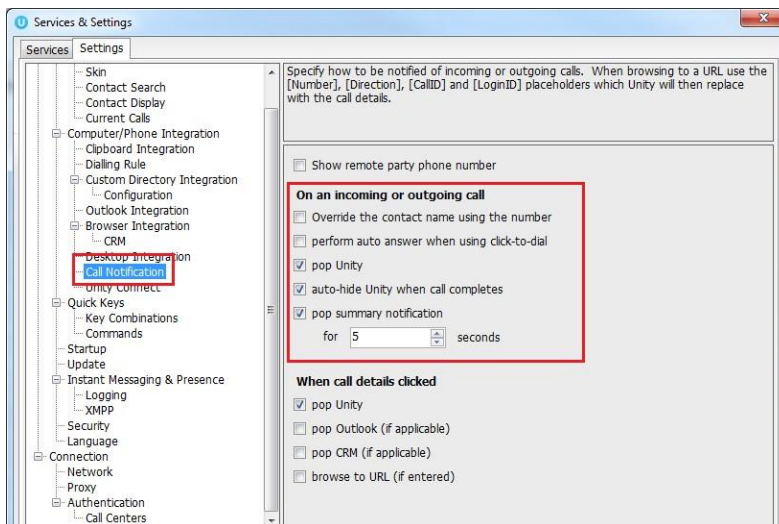 Services & Settings
Services Settings
Skin
Contact Search
Contact Display
Current Calls
Computer/Phone Integration
Clipboard Integration
Dialling Rule
Custom Directory Integration
Configuration
Outlook Integration
Browser Integration
CRM
Desktop Integration
Call Notification
Unity Connect
Quick Keys
Key Combinations
Commands
Startup
Update
Instant Messaging & Presence
Logging
XMPP
Security
Language
Connection
Network
Proxy
Authentication
Call Centers
Specify how to be notified of incoming or outgoing calls. When browsing to a URL use the
[Number], [Direction], [CallID] and [LoginID] placeholders which Unity will then replace
with the call details.
Show remote party phone number
On an incoming or outgoing call
Override the contact name using the number
perform auto answer when using click-to-dial
pop Unity
auto-hide Unity when call completes
pop summary notification
for 5 seconds
When call details clicked
pop Unity
pop Outlook (if applicable)
pop CRM (if applicable)
browse to URL (if entered)